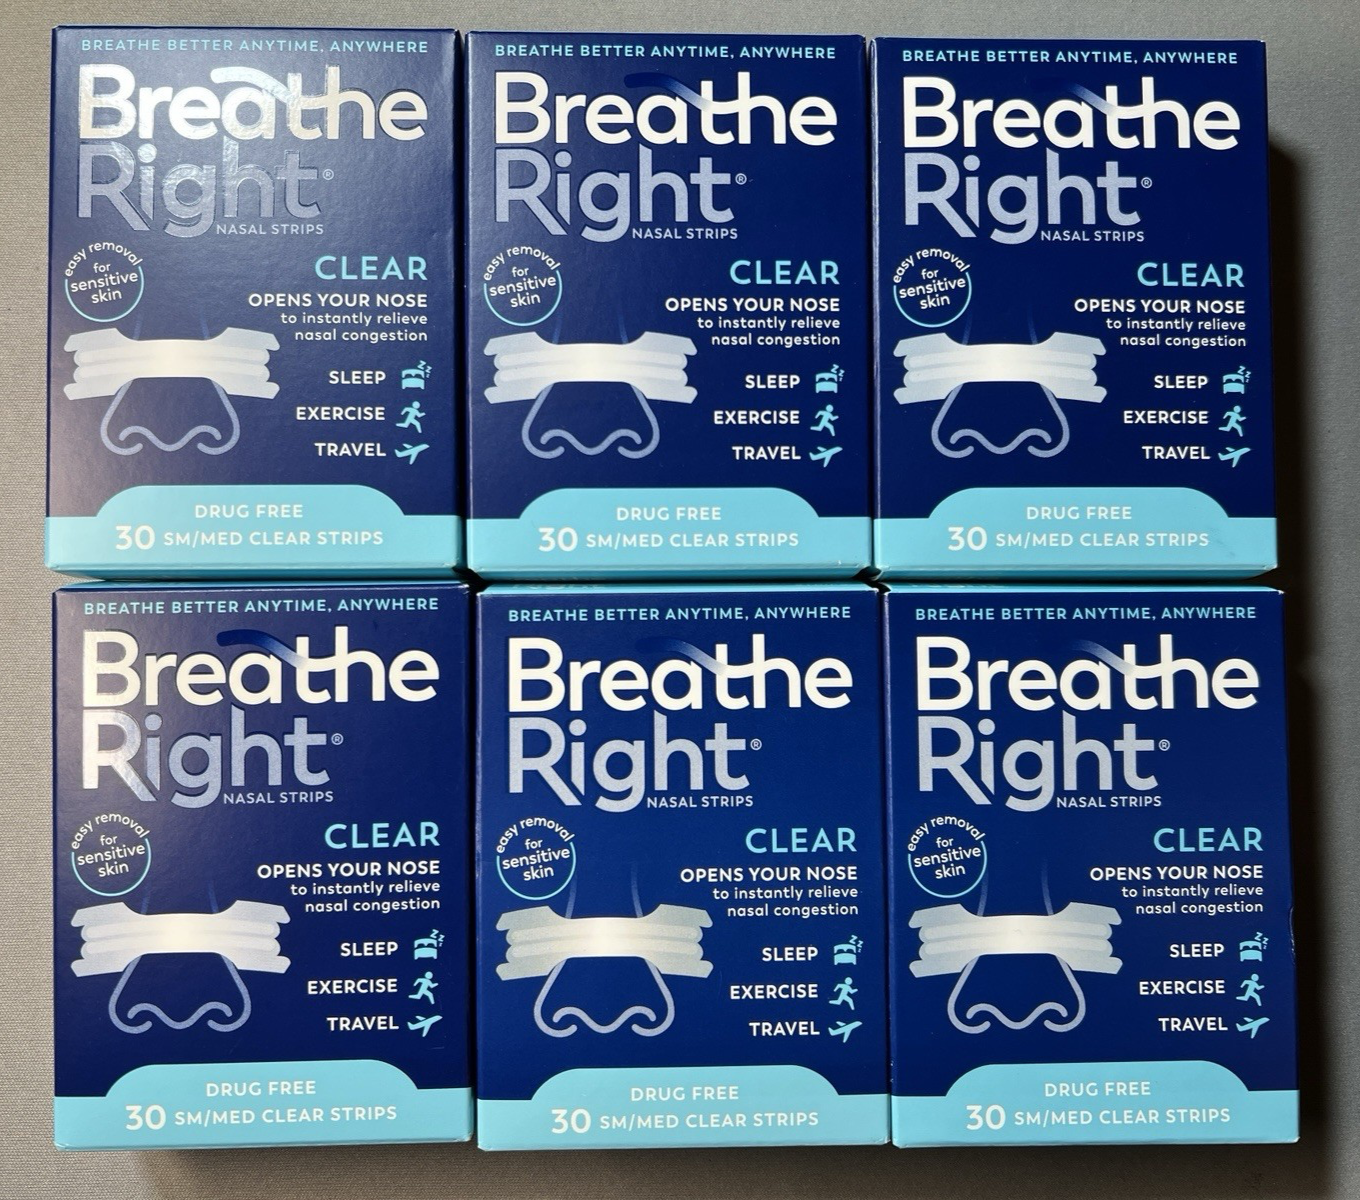 BREATHE BETTER ANYTIME, ANYWHERE
Breathe
Right®
NASAL STRIPS
easy removal
for
sensitive
skin
CLEAR
OPENS YOUR NOSE
to instantly relieve
nasal congestion
SLEEP
EXERCISE
TRAVEL
DRUG FREE
30 SM/MED CLEAR STRIPS
BREATHE BETTER ANYTIME, ANYWHERE
Breathe
Right®
NASAL STRIPS
easy removal
for
sensitive
skin
CLEAR
OPENS YOUR NOSE
to instantly relieve
nasal congestion
SLEEP
EXERCISE
TRAVEL
DRUG FREE
30 SM/MED CLEAR STRIPS
BREATHE BETTER ANYTIME, ANYWHERE
Breathe
Right®
NASAL STRIPS
easy removal
for
sensitive
skin
CLEAR
OPENS YOUR NOSE
to instantly relieve
nasal congestion
SLEEP
EXERCISE
TRAVEL
DRUG FREE
30 SM/MED CLEAR STRIPS
BREATHE BETTER ANYTIME, ANYWHERE
Breathe
Right®
NASAL STRIPS
easy removal
for
sensitive
skin
CLEAR
OPENS YOUR NOSE
to instantly relieve
nasal congestion
SLEEP
EXERCISE
TRAVEL
DRUG FREE
30 SM/MED CLEAR STRIPS
BREATHE BETTER ANYTIME, ANYWHERE
Breathe
Right®
NASAL STRIPS
easy removal
for
sensitive
skin
CLEAR
OPENS YOUR NOSE
to instantly relieve
nasal congestion
SLEEP
EXERCISE
TRAVEL
DRUG FREE
30 SM/MED CLEAR STRIPS
BREATHE BETTER ANYTIME, ANYWHERE
Breathe
Right®
NASAL STRIPS
easy removal
for
sensitive
skin
CLEAR
OPENS YOUR NOSE
to instantly relieve
nasal congestion
SLEEP
EXERCISE
TRAVEL
DRUG FREE
30 SM/MED CLEAR STRIPS